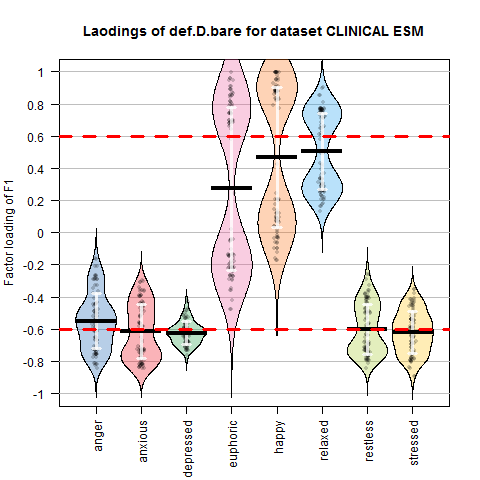 Laodings of def.D.bare for dataset CLINICAL ESM
Factor loading of F1
1
0.8
0.6
0.4
0.2
0
-0.2
-0.4
-0.6
-0.8
-1
anger
anxious
depressed
euphoric
happy
relaxed
restless
stressed